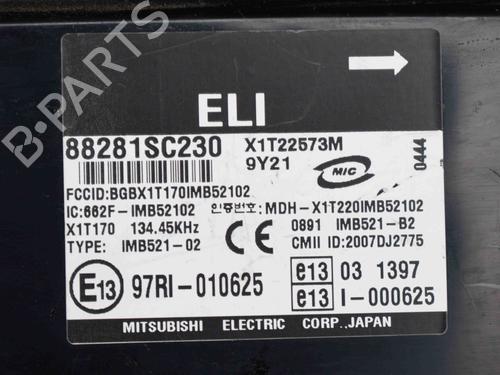 ELI
88281SC230 X1T22573M
9Y21 MIC 0444
FCCID:BGBX1T170IMB52102
IC:662F-IMB52102 인증번호:MDH-X1T220IMB52102
X1T170 134.45KHz CE 0891 IMB521-B2
TYPE: IMB521-02 CMII ID:2007DJ2775
E13 97RI-010625 e13 03 1397
e13 I-000625
MITSUBISHI ELECTRIC CORP.,JAPAN
B-PARTS